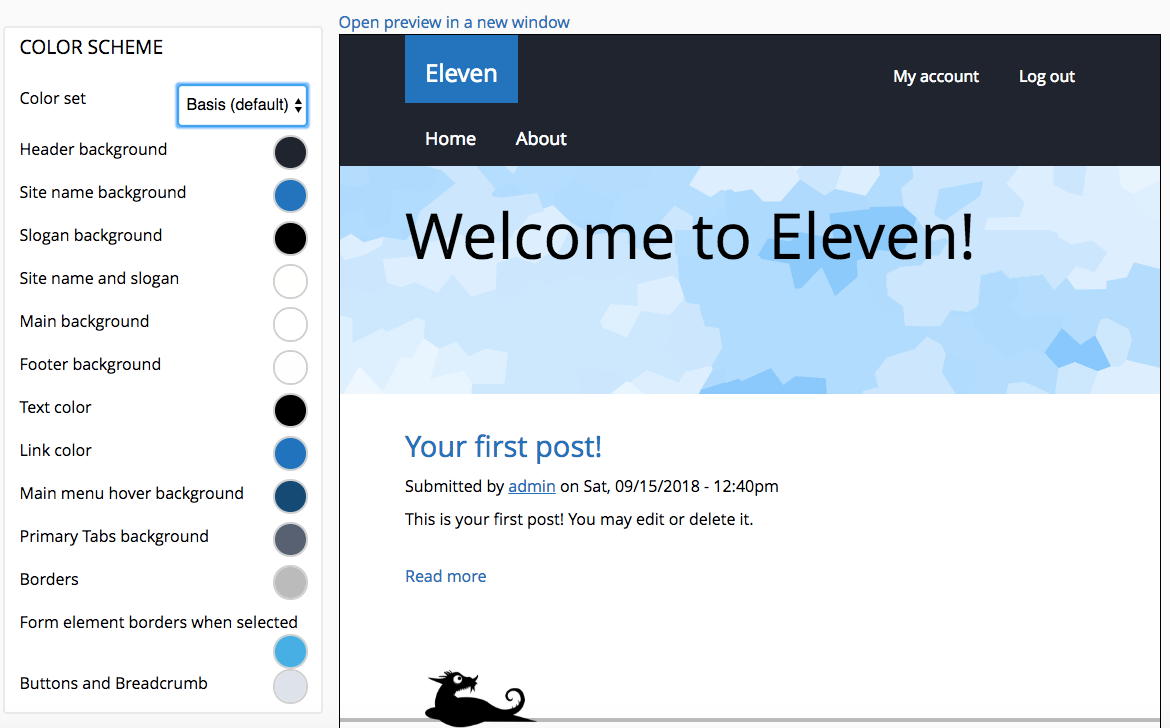 Open preview in a new window
COLOR SCHEME
Color set
Basis (default)
Header background
Site name background
Slogan background
Site name and slogan
Main background
Footer background
Text color
Link color
Main menu hover background
Primary Tabs background
Borders
Form element borders when selected
Buttons and Breadcrumb
Eleven
My account
Log out
Home
About
Welcome to Eleven!
Your first post!
Submitted by admin on Sat, 09/15/2018 - 12:40pm
This is your first post! You may edit or delete it.
Read more